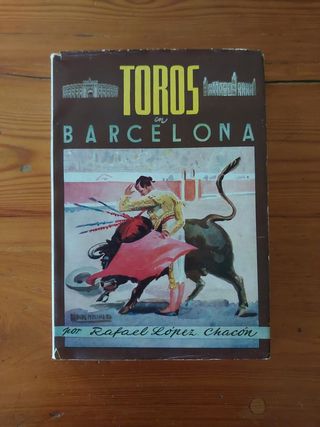 TOROS
en
BARCELONA
por Rafael López Chacón